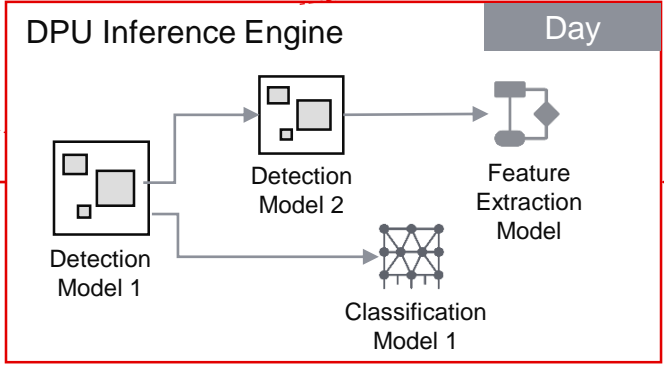 DPU Inference Engine
Day
Detection
Model 2
Feature
Extraction
Model
Detection
Model 1
Classification
Model 1